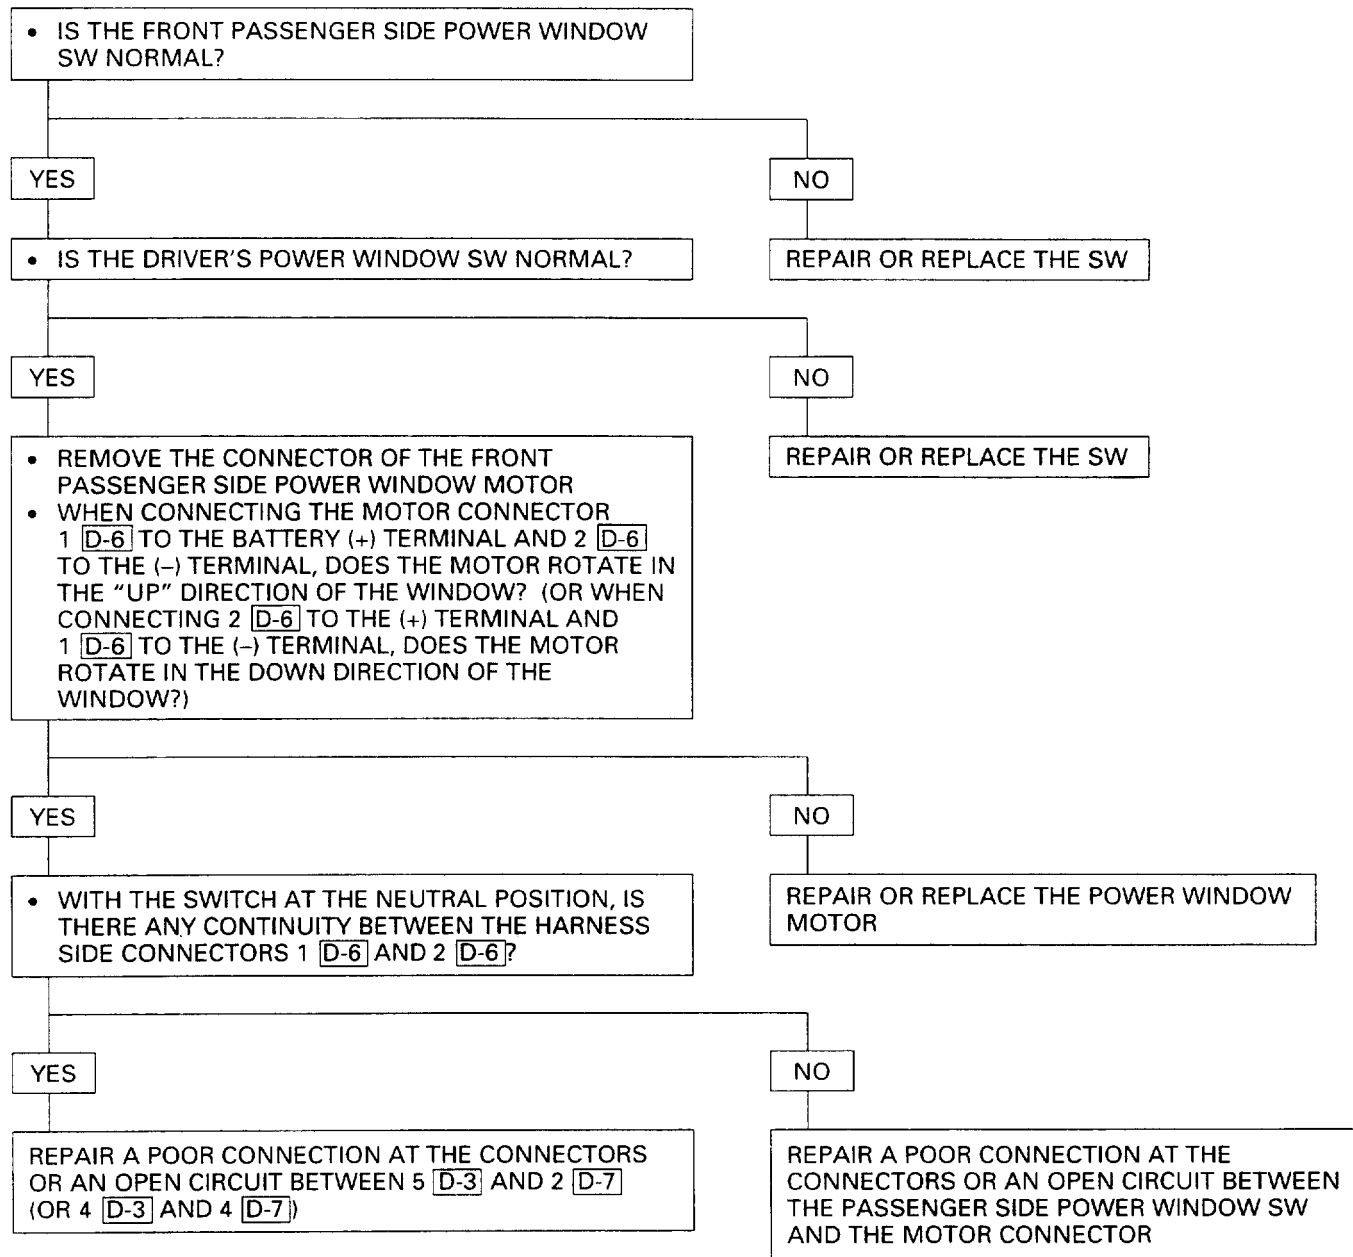 • IS THE FRONT PASSENGER SIDE POWER WINDOW
SW NORMAL?
YES
NO
• IS THE DRIVER'S POWER WINDOW SW NORMAL?
REPAIR OR REPLACE THE SW
YES
NO
• REMOVE THE CONNECTOR OF THE FRONT
PASSENGER SIDE POWER WINDOW MOTOR
• WHEN CONNECTING THE MOTOR CONNECTOR
1 D-6 TO THE BATTERY (+) TERMINAL AND 2 D-6
TO THE (–) TERMINAL, DOES THE MOTOR ROTATE IN
THE "UP" DIRECTION OF THE WINDOW? (OR WHEN
CONNECTING 2 D-6 TO THE (+) TERMINAL AND
1 D-6 TO THE (–) TERMINAL, DOES THE MOTOR
ROTATE IN THE DOWN DIRECTION OF THE
WINDOW?)
REPAIR OR REPLACE THE SW
YES
NO
• WITH THE SWITCH AT THE NEUTRAL POSITION, IS
THERE ANY CONTINUITY BETWEEN THE HARNESS
SIDE CONNECTORS 1 D-6 AND 2 D-6?
REPAIR OR REPLACE THE POWER WINDOW
MOTOR
YES
NO
REPAIR A POOR CONNECTION AT THE CONNECTORS
OR AN OPEN CIRCUIT BETWEEN 5 D-3 AND 2 D-7
(OR 4 D-3 AND 4 D-7)
REPAIR A POOR CONNECTION AT THE
CONNECTORS OR AN OPEN CIRCUIT BETWEEN
THE PASSENGER SIDE POWER WINDOW SW
AND THE MOTOR CONNECTOR